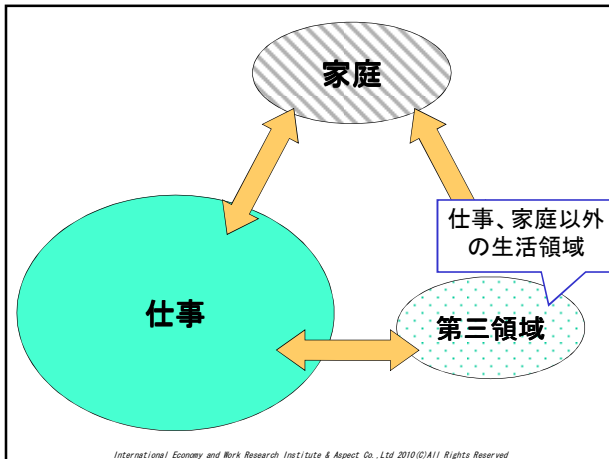 家庭
仕事、家庭以外
の生活領域
仕事
第三領域
International Economy and Work Research Institute & Aspect Co.,Ltd 2010(C)All Rights Reserved